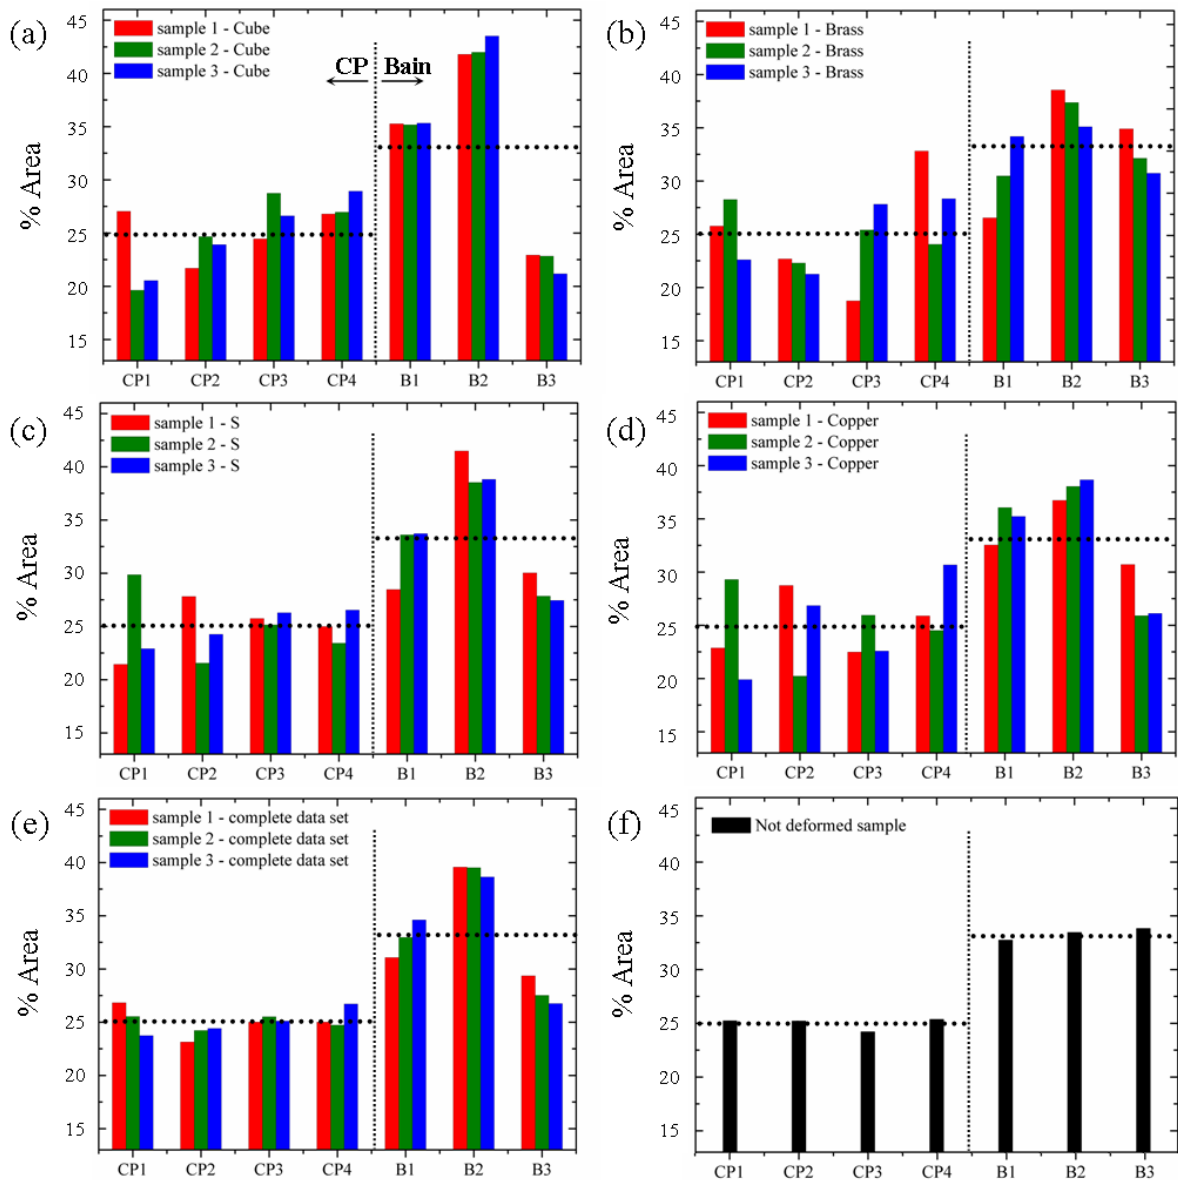 (a)
sample 1 - Cube
sample 2 - Cube
sample 3 - Cube
CP Bain
% Area
45
40
35
30
25
20
15
CP1 CP2 CP3 CP4 B1 B2 B3
(b)
sample 1 - Brass
sample 2 - Brass
sample 3 - Brass
% Area
45
40
35
30
25
20
15
CP1 CP2 CP3 CP4 B1 B2 B3
(c)
sample 1 - S
sample 2 - S
sample 3 - S
% Area
45
40
35
30
25
20
15
CP1 CP2 CP3 CP4 B1 B2 B3
(d)
sample 1 - Copper
sample 2 - Copper
sample 3 - Copper
% Area
45
40
35
30
25
20
15
CP1 CP2 CP3 CP4 B1 B2 B3
(e)
sample 1 - complete data set
sample 2 - complete data set
sample 3 - complete data set
% Area
45
40
35
30
25
20
15
CP1 CP2 CP3 CP4 B1 B2 B3
(f)
Not deformed sample
% Area
45
40
35
30
25
20
15
CP1 CP2 CP3 CP4 B1 B2 B3